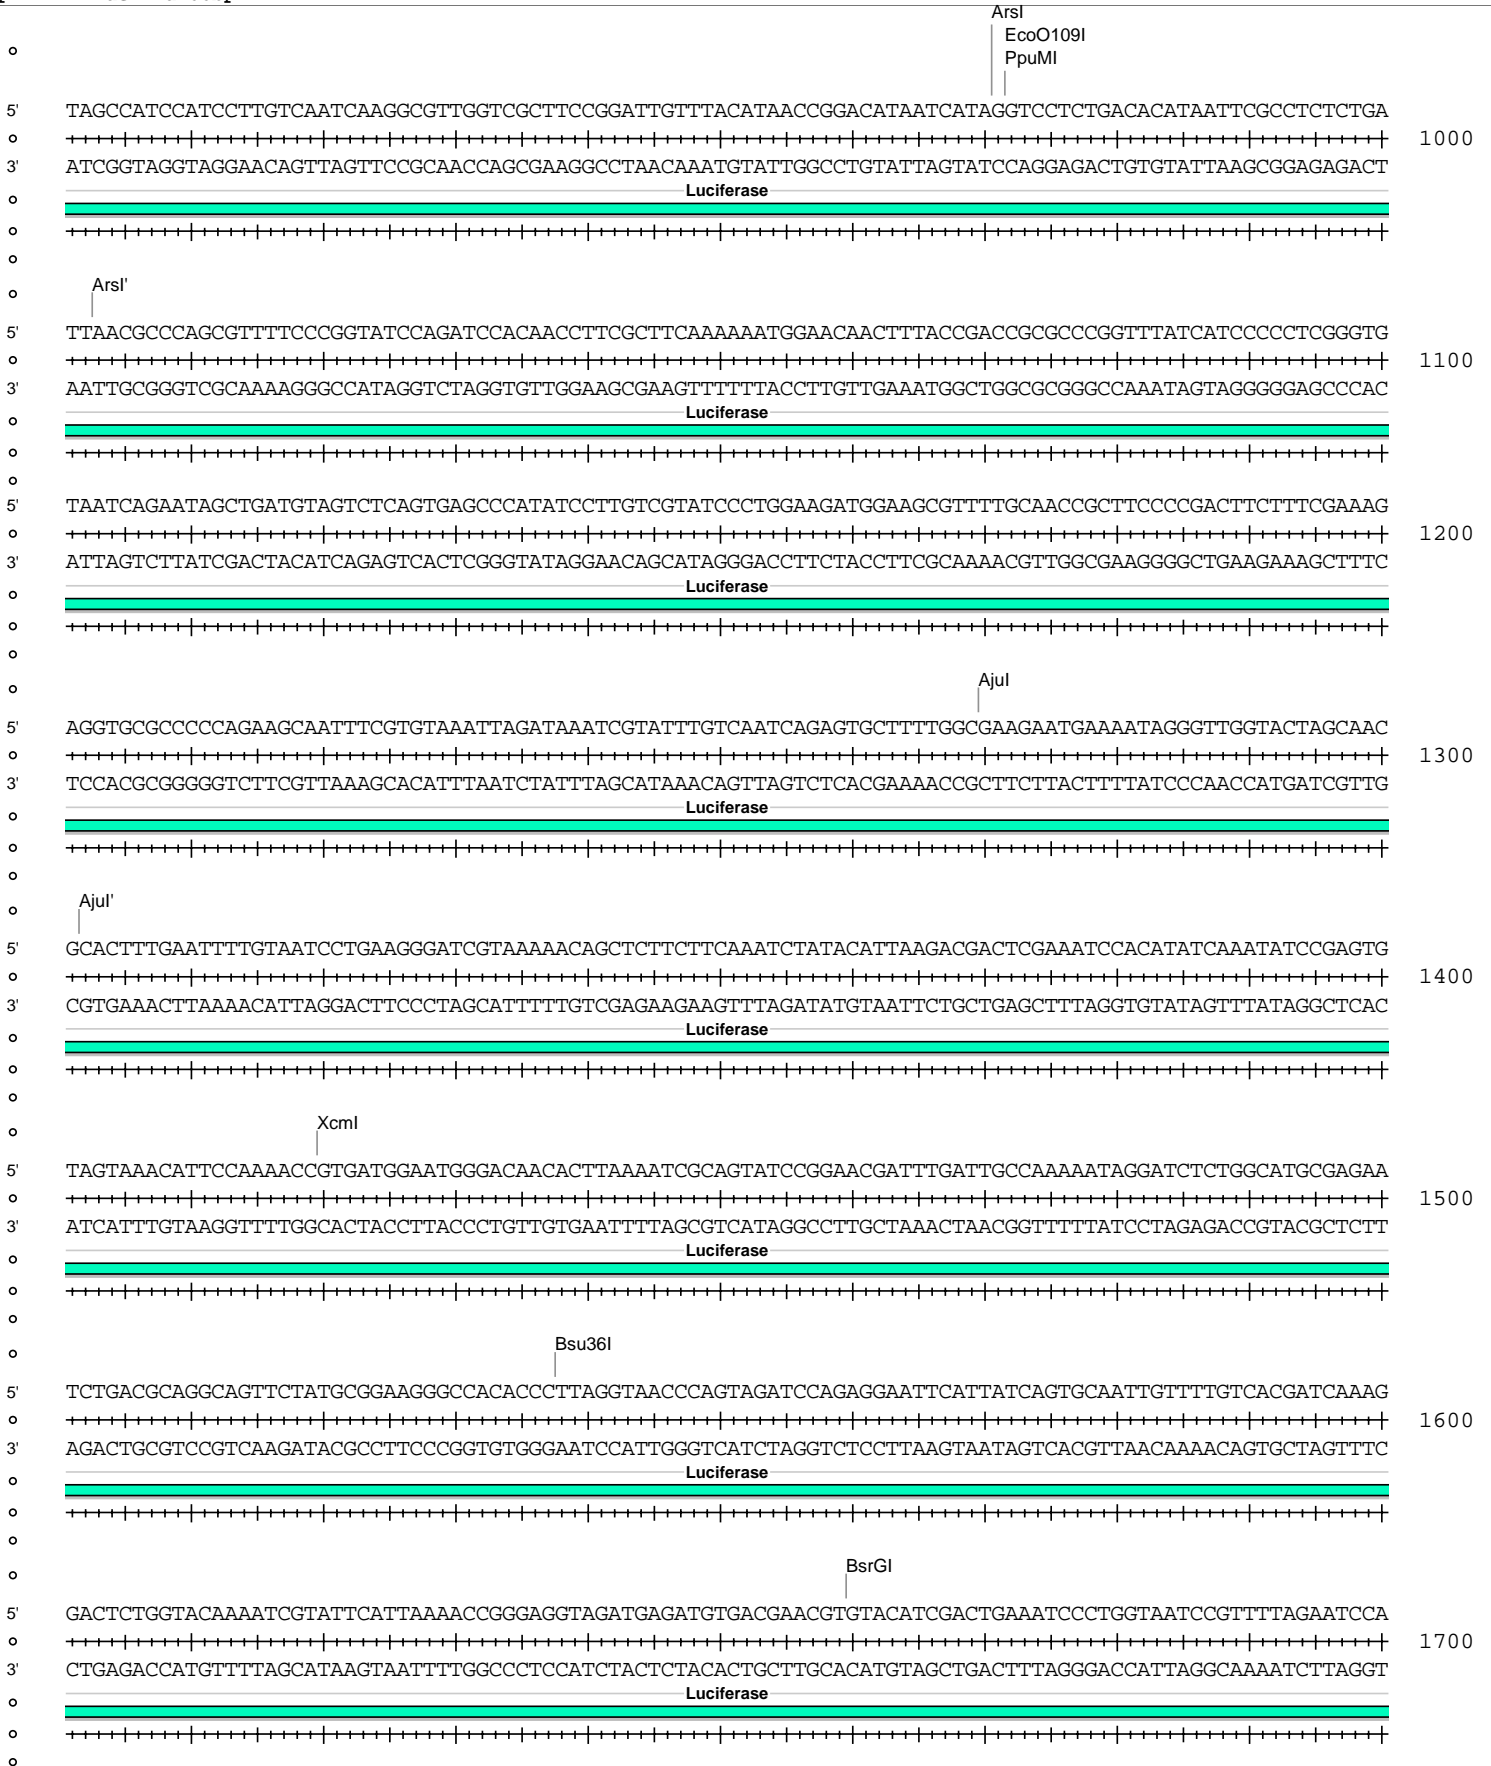 ArsI
EcoO109I
PpuMI
5' TAGCCATCCATCCTTGTCAATCAAGGCGTTGGTCGCTTCCGGATTGTTTACATAACCGGACATAATCATAGGTCCTCTGACACATAATTCGCCTCTCTGA
1000
3' ATCGGTAGGTAGGAACAGTTAGTTCCGCAACCAGCGAAGGCCTAACAAATGTATTGGCCTGTATTAGTATCCAGGAGACTGTGTATTAAGCGGAGAGACT
Luciferase
ArsI'
5' TTAACGCCCAGCGTTTTCCCGGTATCCAGATCCACAACCTTCGCTTCAAAAAATGGAACAACTTTACCGACCGCGCCCGGTTTATCATCCCCCTCGGGTG
1100
3' AATTGCGGGTCGCAAAAGGGCCATAGGTCTAGGTGTTGGAAGCGAAGTTTTTTACCTTGTTGAAATGGCTGGCGCGGGCCAAATAGTAGGGGGAGCCCAC
Luciferase
5' TAATCAGAATAGCTGATGTAGTCTCAGTGAGCCCATATCCTTGTCGTATCCCTGGAAGATGGAAGCGTTTTGCAACCGCTTCCCCGACTTCTTTCGAAAG
1200
3' ATTAGTCTTATCGACTACATCAGAGTCACTCGGGTATAGGAACAGCATAGGGACCTTCTACCTTCGCAAAACGTTGGCGAAGGGGCTGAAGAAAGCTTTC
Luciferase
AjuI
5' AGGTGCGCCCCCAGAAGCAATTTCGTGTAAATTAGATAAATCGTATTTGTCAATCAGAGTGCTTTTGGCGAAGAATGAAAATAGGGTTGGTACTAGCAAC
1300
3' TCCACGCGGGGGTCTTCGTTAAAGCACATTTAATCTATTTAGCATAAACAGTTAGTCTCACGAAAACCGCTTCTTACTTTTATCCCAACCATGATCGTTG
Luciferase
AjuI'
5' GCACTTTGAATTTTGTAATCCTGAAGGGATCGTAAAAACAGCTCTTCTTCAAATCTATACATTAAGACGACTCGAAATCCACATATCAAATATCCGAGTG
1400
3' CGTGAAACTTAAAACATTAGGACTTCCCTAGCATTTTTGTCGAGAAGAAGTTTAGATATGTAATTCTGCTGAGCTTTAGGTGTATAGTTTATAGGCTCAC
Luciferase
XcmI
5' TAGTAAACATTCCAAAACCGTGATGGAATGGGACAACACTTAAAATCGCAGTATCCGGAACGATTTGATTGCCAAAAATAGGATCTCTGGCATGCGAGAA
1500
3' ATCATTTGTAAGGTTTTGGCACTACCTTACCCTGTTGTGAATTTTAGCGTCATAGGCCTTGCTAAACTAACGGTTTTTATCCTAGAGACCGTACGCTCTT
Luciferase
Bsu36I
5' TCTGACGCAGGCAGTTCTATGCGGAAGGGCCACACCCTTAGGTAACCCAGTAGATCCAGAGGAATTCATTATCAGTGCAATTGTTTTGTCACGATCAAAG
1600
3' AGACTGCGTCCGTCAAGATACGCCTTCCCGGTGTGGGAATCCATTGGGTCATCTAGGTCTCCTTAAGTAATAGTCACGTTAACAAAACAGTGCTAGTTTC
Luciferase
BsrGI
5' GACTCTGGTACAAAATCGTATTCATTAAAACCGGGAGGTAGATGAGATGTGACGAACGTGTACATCGACTGAAATCCCTGGTAATCCGTTTTAGAATCCA
1700
3' CTGAGACCATGTTTTAGCATAAGTAATTTTGGCCCTCCATCTACTCTACACTGCTTGCACATGTAGCTGACTTTAGGGACCATTAGGCAAAATCTTAGGT
Luciferase